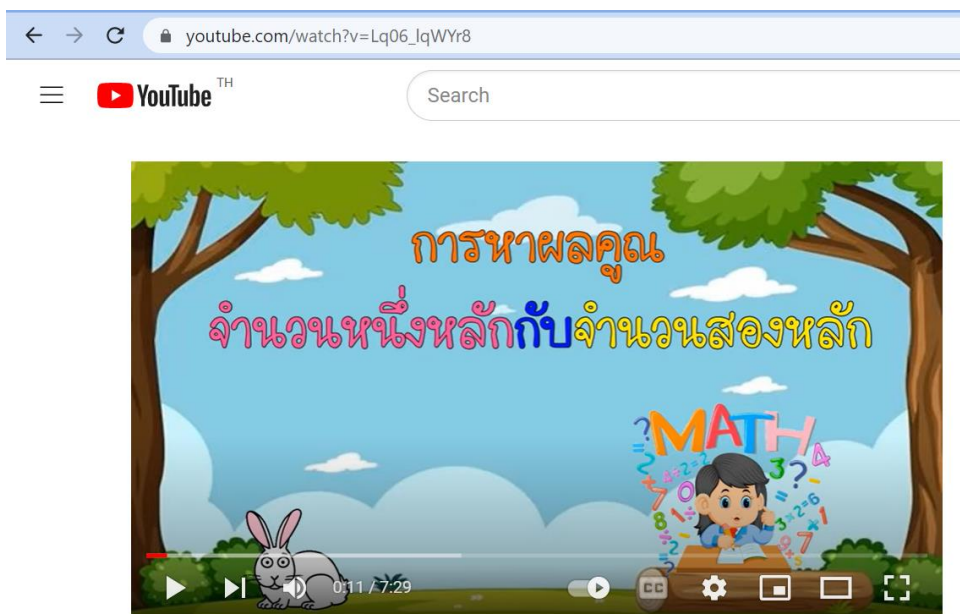 youtube.com/watch?v=Lq06_lqWYr8
YouTube TH
Search
การหาผลคูณ
จำนวนหนึ่งหลักกับจำนวนสองหลัก
MATH
0:11 / 7:29
CC